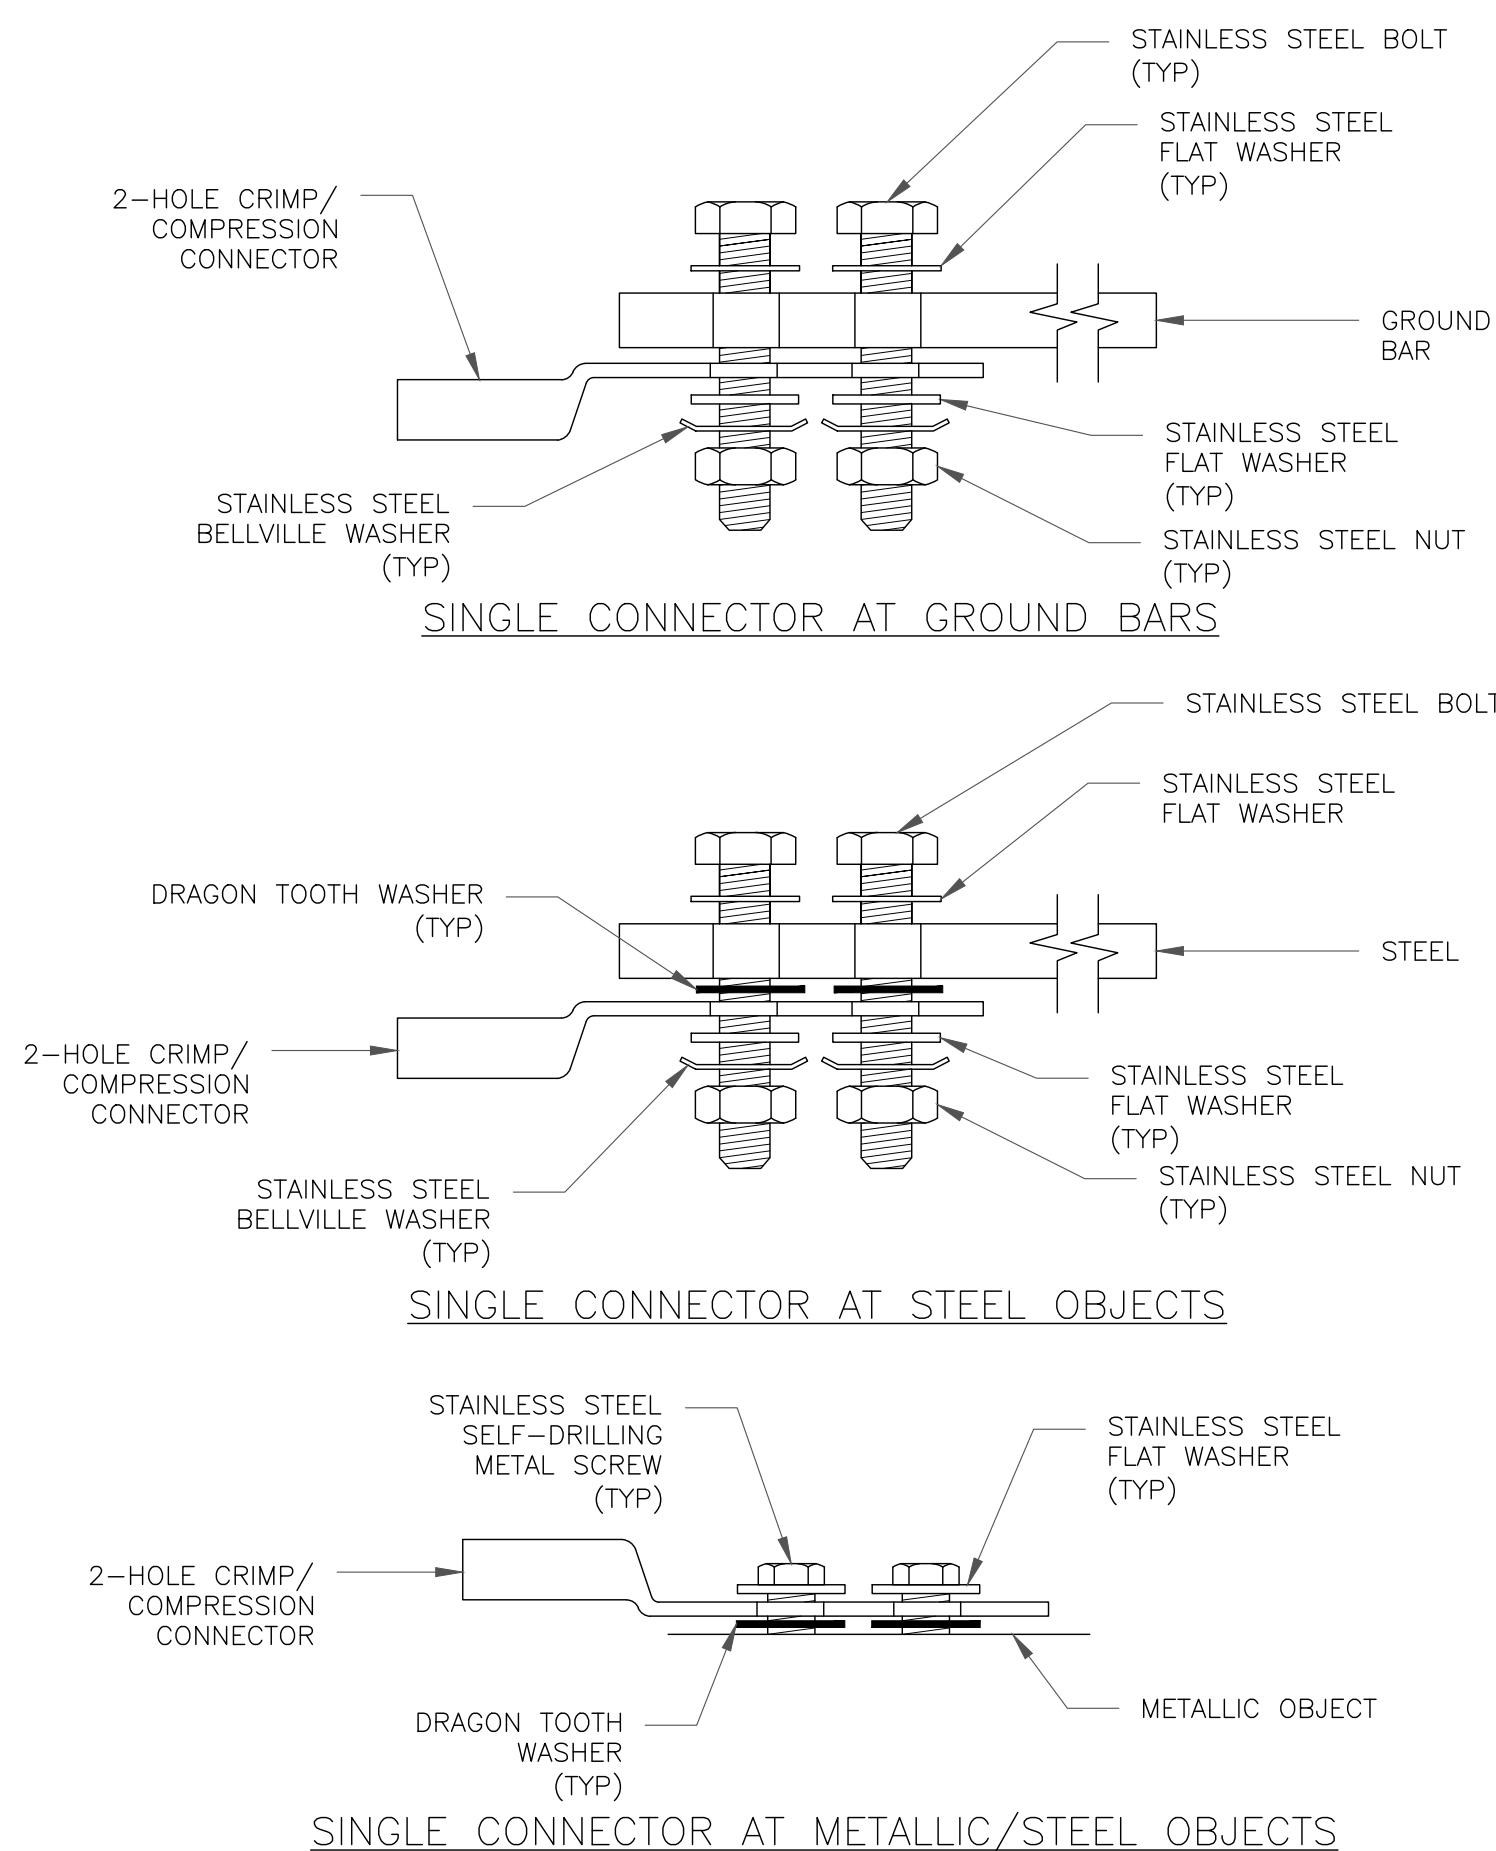 STAINLESS STEEL BOLT
(TYP)
STAINLESS STEEL
FLAT WASHER
(TYP)
2-HOLE CRIMP/
COMPRESSION
CONNECTOR
GROUND
BAR
STAINLESS STEEL
FLAT WASHER
(TYP)
STAINLESS STEEL
BELLVILLE WASHER
(TYP)
STAINLESS STEEL NUT
(TYP)
SINGLE CONNECTOR AT GROUND BARS
STAINLESS STEEL BOLT
STAINLESS STEEL
FLAT WASHER
DRAGON TOOTH WASHER
(TYP)
STEEL
2-HOLE CRIMP/
COMPRESSION
CONNECTOR
STAINLESS STEEL
FLAT WASHER
(TYP)
STAINLESS STEEL NUT
(TYP)
STAINLESS STEEL
BELLVILLE WASHER
(TYP)
SINGLE CONNECTOR AT STEEL OBJECTS
STAINLESS STEEL
SELF-DRILLING
METAL SCREW
(TYP)
STAINLESS STEEL
FLAT WASHER
(TYP)
2-HOLE CRIMP/
COMPRESSION
CONNECTOR
METALLIC OBJECT
DRAGON TOOTH
WASHER
(TYP)
SINGLE CONNECTOR AT METALLIC/STEEL OBJECTS